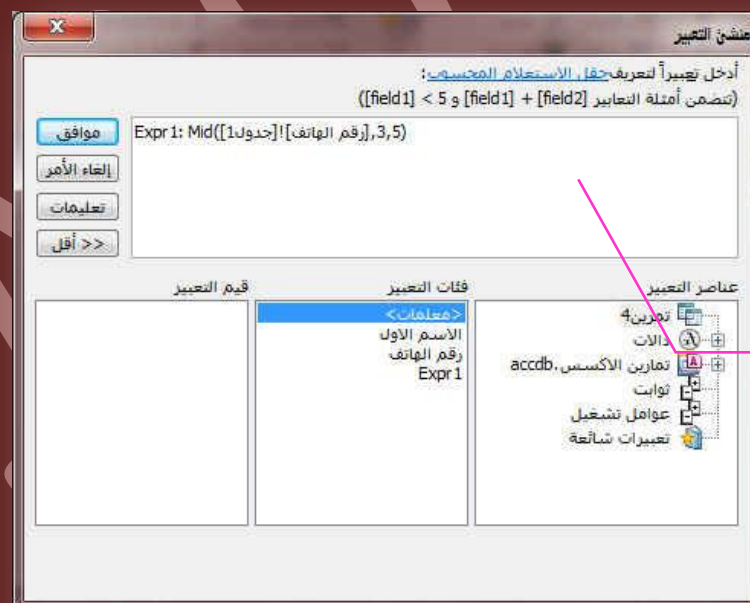 منشئ التعبير
أدخل تعبيراً لتعريف حقل الاستعلام المحسوب:
(تتضمن أمثلة التعابير [field1] + [field2] و [field1] < 5)
Expr1: Mid([جدول1]![رقم الهاتف],3,5)
موافق
إلغاء الأمر
تعليمات
<< أقل
عناصر التعبير
تمرين4
دالات
تمارين الاكسس.accdb
ثوابت
عوامل تشغيل
تعبيرات شائعة
فئات التعبير
<معلمات>
الاسم الاول
رقم الهاتف
Expr1
قيم التعبير